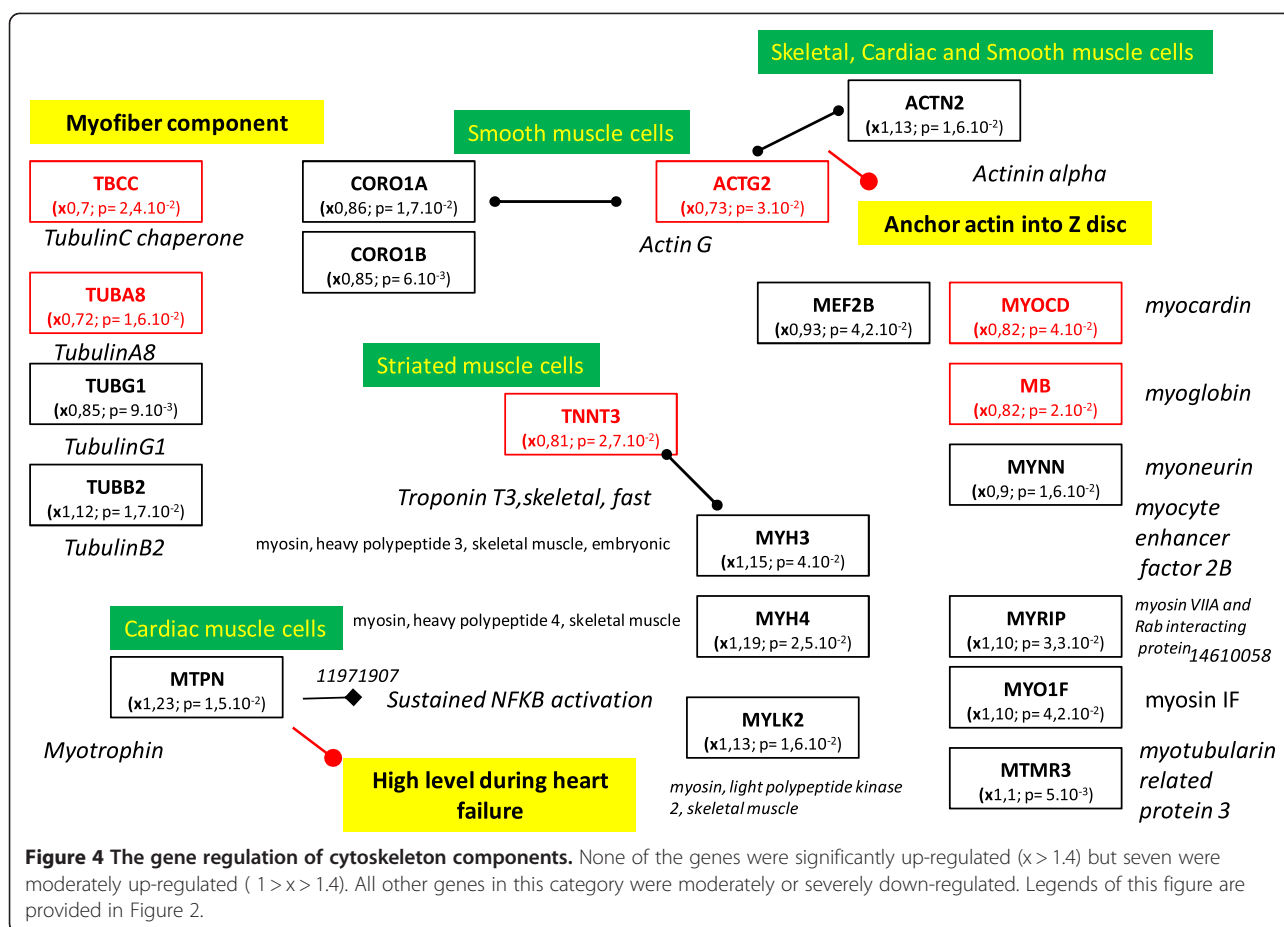 Skeletal, Cardiac and Smooth muscle cells
ACTN2
(x1,13; p= 1,6.10-2)
Actinin alpha
Myofiber component
Smooth muscle cells
TBCC
(x0,7; p= 2,4.10-2)
TubulinC chaperone
CORO1A
(x0,86; p= 1,7.10-2)
ACTG2
(x0,73; p= 3.10-2)
Actin G
Anchor actin into Z disc
CORO1B
(x0,85; p= 6.10-3)
TUBA8
(x0,72; p= 1,6.10-2)
TubulinA8
MEF2B
(x0,93; p= 4,2.10-2)
MYOCD
(x0,82; p= 4.10-2)
myocardin
Striated muscle cells
TUBG1
(x0,85; p= 9.10-3)
TubulinG1
MB
(x0,82; p= 2.10-2)
myoglobin
TNNT3
(x0,81; p= 2,7.10-2)
Troponin T3,skeletal, fast
MYNN
(x0,9; p= 1,6.10-2)
myoneurin
TUBB2
(x1,12; p= 1,7.10-2)
TubulinB2
myocyte
enhancer
factor 2B
myosin, heavy polypeptide 3, skeletal muscle, embryonic
MYH3
(x1,15; p= 4.10-2)
Cardiac muscle cells
myosin, heavy polypeptide 4, skeletal muscle
MYH4
(x1,19; p= 2,5.10-2)
MYRIP
(x1,10; p= 3,3.10-2)
myosin VIIA and
Rab interacting
protein 14610058
MTPN
(x1,23; p= 1,5.10-2)
Myotrophin
11971907
Sustained NFKB activation
MYLK2
(x1,13; p= 1,6.10-2)
myosin, light polypeptide kinase
2, skeletal muscle
MYO1F
(x1,10; p= 4,2.10-2)
myosin IF
High level during heart
failure
MTMR3
(x1,1; p= 5.10-3)
myotubularin
related
protein 3
Figure 4 The gene regulation of cytoskeleton components. None of the genes were significantly up-regulated (x > 1.4) but seven were
moderately up-regulated ( 1 > x > 1.4). All other genes in this category were moderately or severely down-regulated. Legends of this figure are
provided in Figure 2.